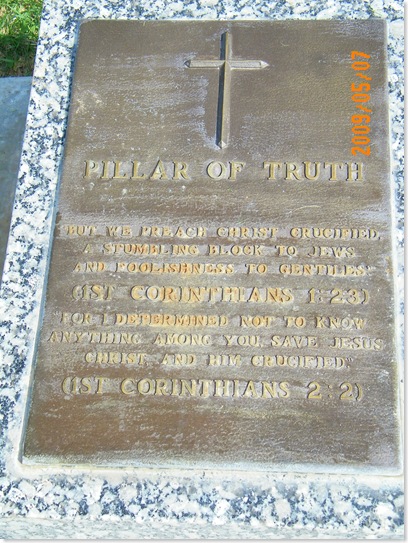 2009/05/07
PILLAR OF TRUTH
"BUT WE PREACH CHRIST CRUCIFIED,
A STUMBLING BLOCK TO JEWS
AND FOOLISHNESS TO GENTILES"
(1ST CORINTHIANS 1:23)
FOR I DETERMINED NOT TO KNOW
ANYTHING AMONG YOU, SAVE JESUS
CHRIST, AND HIM CRUCIFIED"
(1ST CORINTHIANS 2:2)